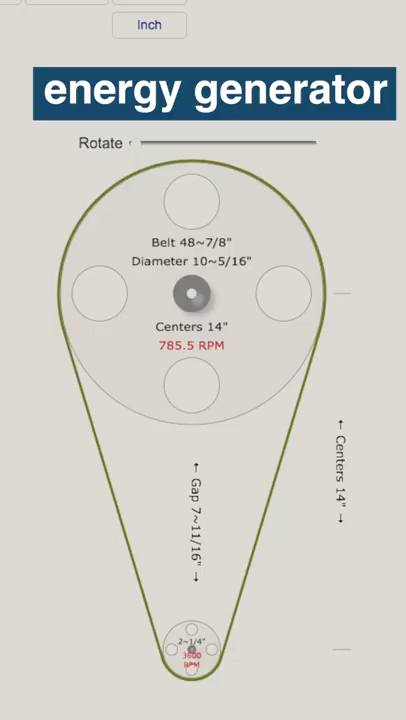 Inch
energy generator
Rotate
Belt 48~7/8"
Diameter 10~5/16"
Centers 14"
785.5 RPM
← Centers 14" →
← Gap 7~11/16" →
2~1/4"
3600
RPM